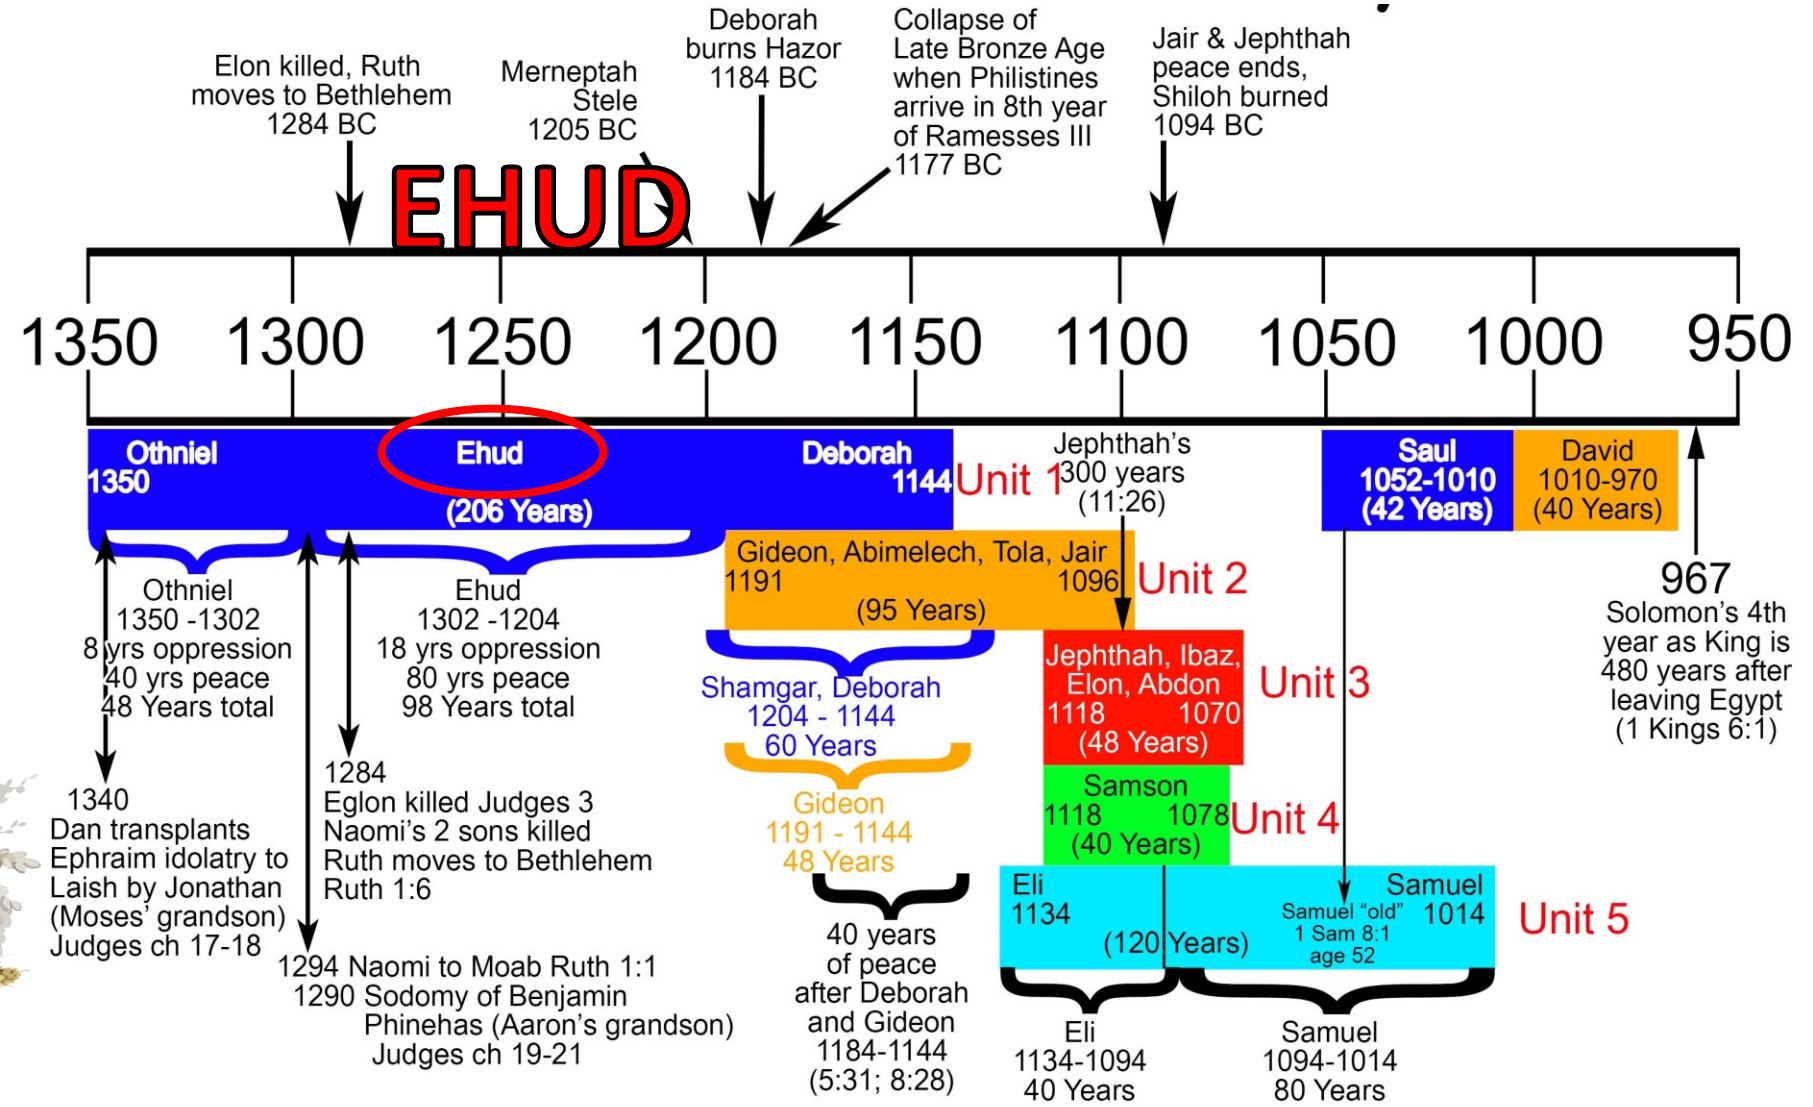 Elon killed, Ruth
moves to Bethlehem
1284 BC
Merneptah
Stele
1205 BC
Deborah
burns Hazor
1184 BC
Collapse of
Late Bronze Age
when Philistines
arrive in 8th year
of Ramesses III
1177 BC
Jair & Jephthah
peace ends,
Shiloh burned
1094 BC
EHUD
1350 1300 1250 1200 1150 1100 1050 1000 950
Othniel
1350
Ehud
(206 Years)
Deborah
1144
Unit 1
Jephthah's
300 years
(11:26)
Saul
1052-1010
(42 Years)
David
1010-970
(40 Years)
Othniel
1350 -1302
8 yrs oppression
40 yrs peace
48 Years total
Ehud
1302 -1204
18 yrs oppression
80 yrs peace
98 Years total
Gideon, Abimelech, Tola, Jair
1191 1096
(95 Years)
Unit 2
967
Solomon's 4th
year as King is
480 years after
leaving Egypt
(1 Kings 6:1)
Shamgar, Deborah
1204 - 1144
60 Years
Jephthah, Ibaz,
Elon, Abdon
1118 1070
(48 Years)
Unit 3
Gideon
1191 - 1144
48 Years
Samson
1118 1078
(40 Years)
Unit 4
1340
Dan transplants
Ephraim idolatry to
Laish by Jonathan
(Moses' grandson)
Judges ch 17-18
1284
Eglon killed Judges 3
Naomi's 2 sons killed
Ruth moves to Bethlehem
Ruth 1:6
1294 Naomi to Moab Ruth 1:1
1290 Sodomy of Benjamin
Phinehas (Aaron's grandson)
Judges ch 19-21
40 years
of peace
after Deborah
and Gideon
1184-1144
(5:31; 8:28)
Eli
1134
(120 Years)
Samuel "old"
1 Sam 8:1
age 52
Samuel
1014
Unit 5
Eli
1134-1094
40 Years
Samuel
1094-1014
80 Years